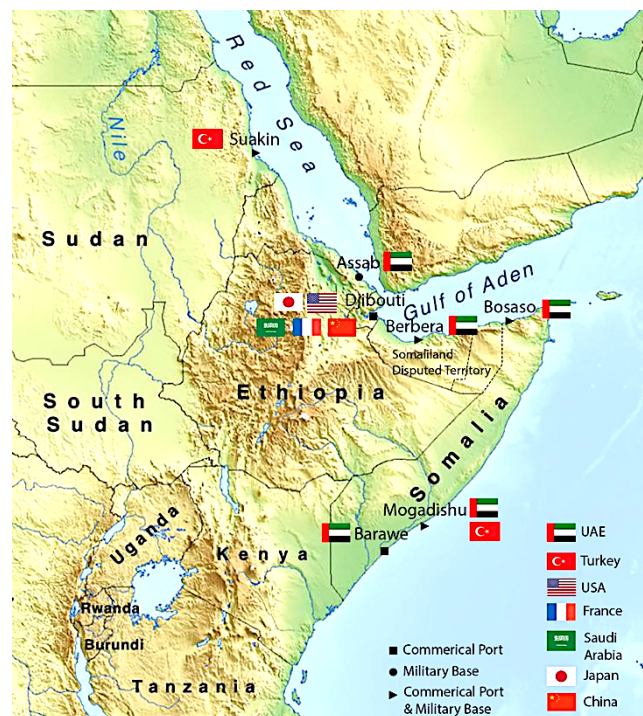 Red Sea
Nile
Suakin
Sudan
Assab
Gulf of Aden
Djibouti
Bosaso
Berbera
Somaliland
Disputed Territory
Ethiopia
South
Sudan
Somalia
Mogadishu
Barawe
Uganda
Kenya
Rwanda
Burundi
Tanzania
UAE
Turkey
USA
France
Saudi
Arabia
Japan
China
Commerical Port
Military Base
Commerical Port
& Military Base